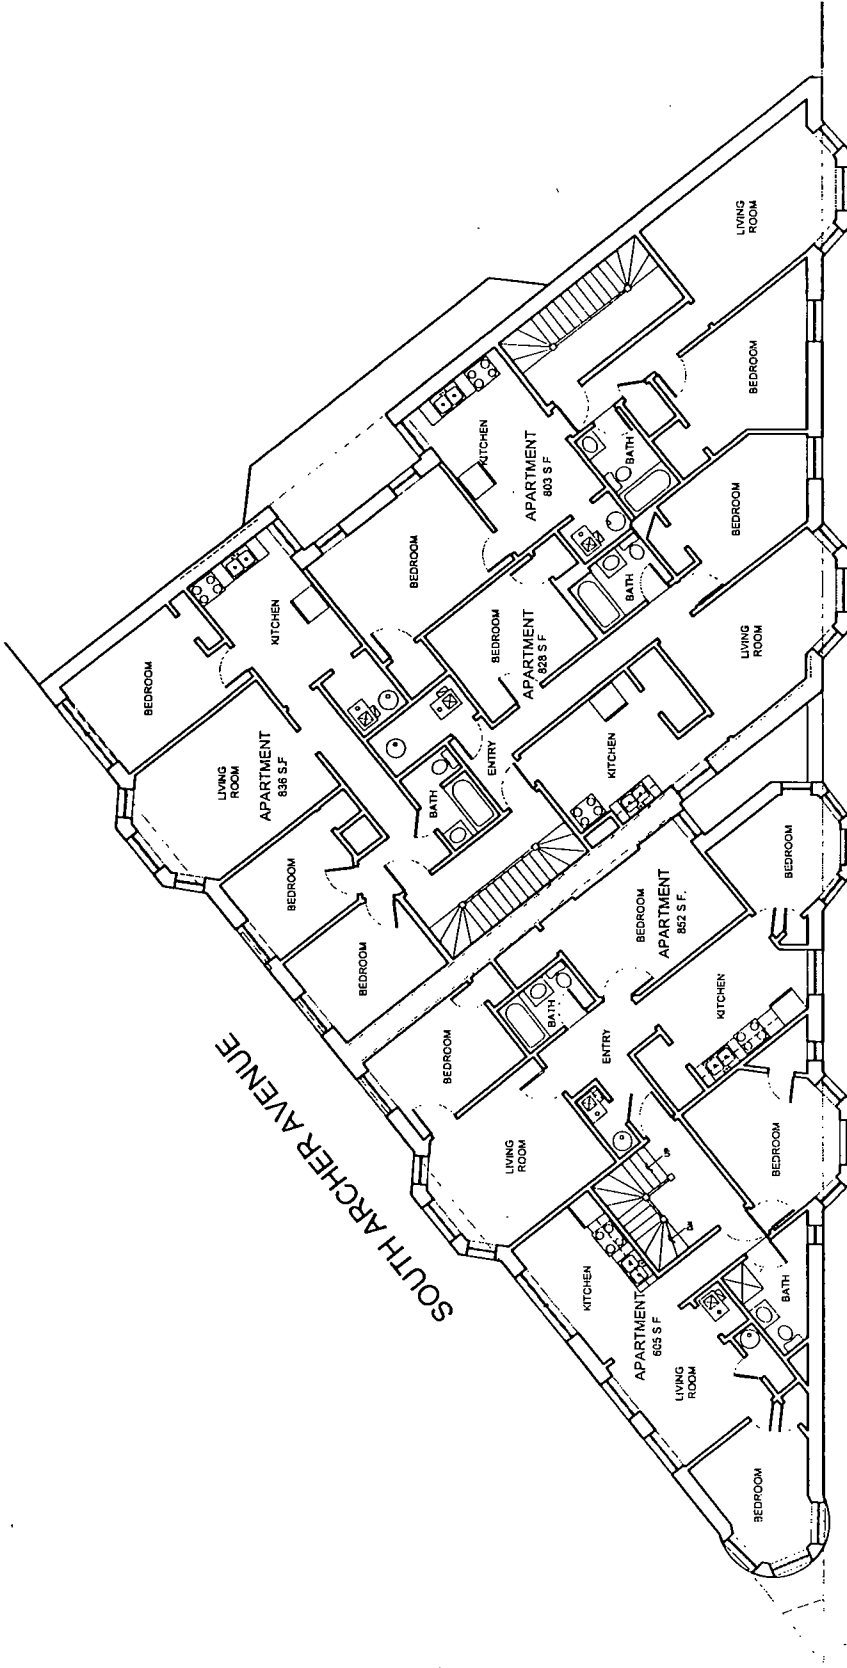 LIVING
ROOM
BEDROOM
KITCHEN
APARTMENT
803 S F
BATH
BEDROOM
BEDROOM
BATH
BEDROOM
APARTMENT
828 S F
LIVING
ROOM
KITCHEN
ENTRY
KITCHEN
BEDROOM
LIVING
ROOM
APARTMENT
836 S.F
BATH
BEDROOM
BEDROOM
BEDROOM
BEDROOM
APARTMENT
852 S F.
BATH
BEDROOM
KITCHEN
ENTRY
LIVING
ROOM
UP
DN
BEDROOM
KITCHEN
APARTMENT
605 S F
BATH
LIVING
ROOM
BEDROOM
SOUTH ARCHER AVENUE